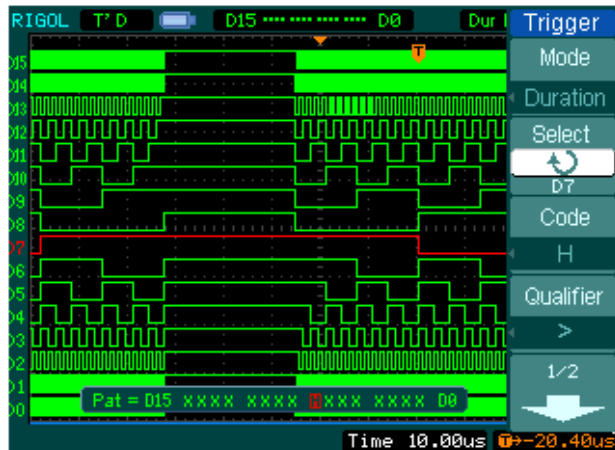 RIGOL T'D D15 ···· ···· ···· ···· D0 Dur
Trigger
Mode
Duration
Select
D7
Code
H
Qualifier
>
1/2
D15
D14
D13
D12
D11
D10
D9
D8
D7
D6
D5
D4
D3
D2
D1
D0
T
Pat = D15 XXXX XXXX HXXX XXXX D0
Time 10.00us T→-20.40us